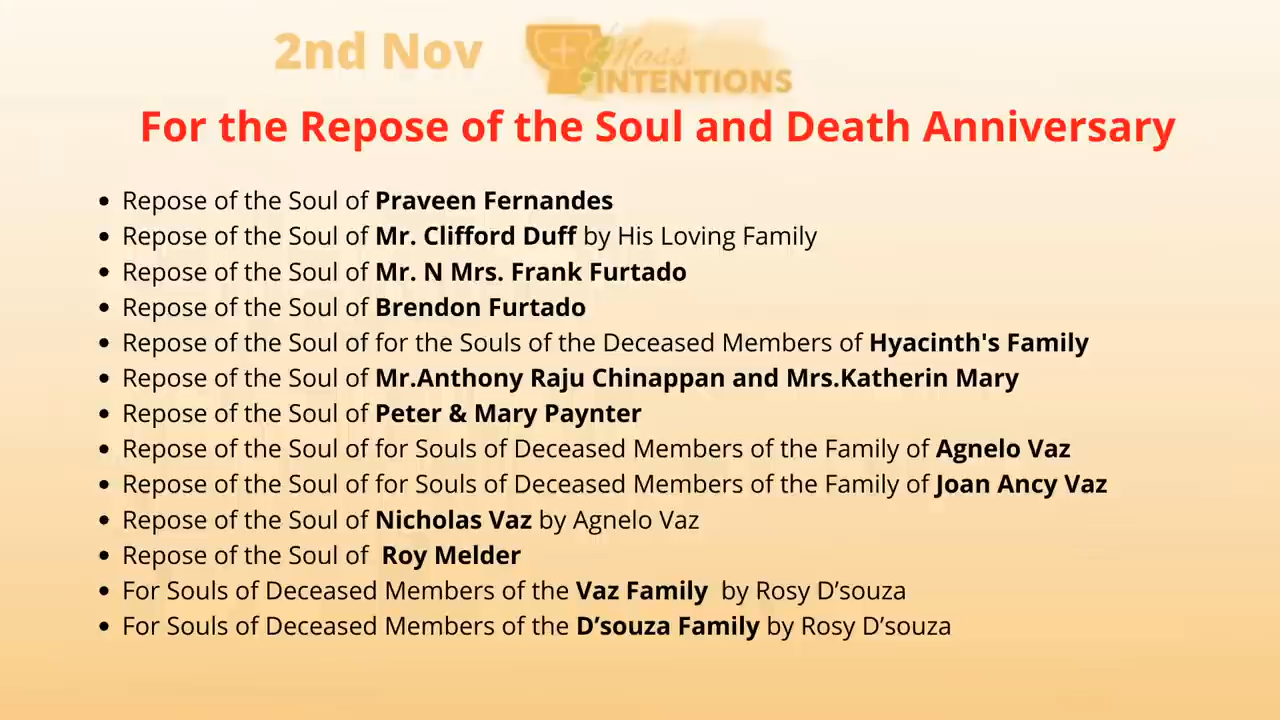 2nd Nov
Mass
INTENTIONS
For the Repose of the Soul and Death Anniversary
• Repose of the Soul of Praveen Fernandes
• Repose of the Soul of Mr. Clifford Duff by His Loving Family
• Repose of the Soul of Mr. N Mrs. Frank Furtado
• Repose of the Soul of Brendon Furtado
• Repose of the Soul of for the Souls of the Deceased Members of Hyacinth's Family
• Repose of the Soul of Mr.Anthony Raju Chinappan and Mrs.Katherin Mary
• Repose of the Soul of Peter & Mary Paynter
• Repose of the Soul of for Souls of Deceased Members of the Family of Agnelo Vaz
• Repose of the Soul of for Souls of Deceased Members of the Family of Joan Ancy Vaz
• Repose of the Soul of Nicholas Vaz by Agnelo Vaz
• Repose of the Soul of  Roy Melder
• For Souls of Deceased Members of the Vaz Family  by Rosy D’souza
• For Souls of Deceased Members of the D’souza Family by Rosy D’souza